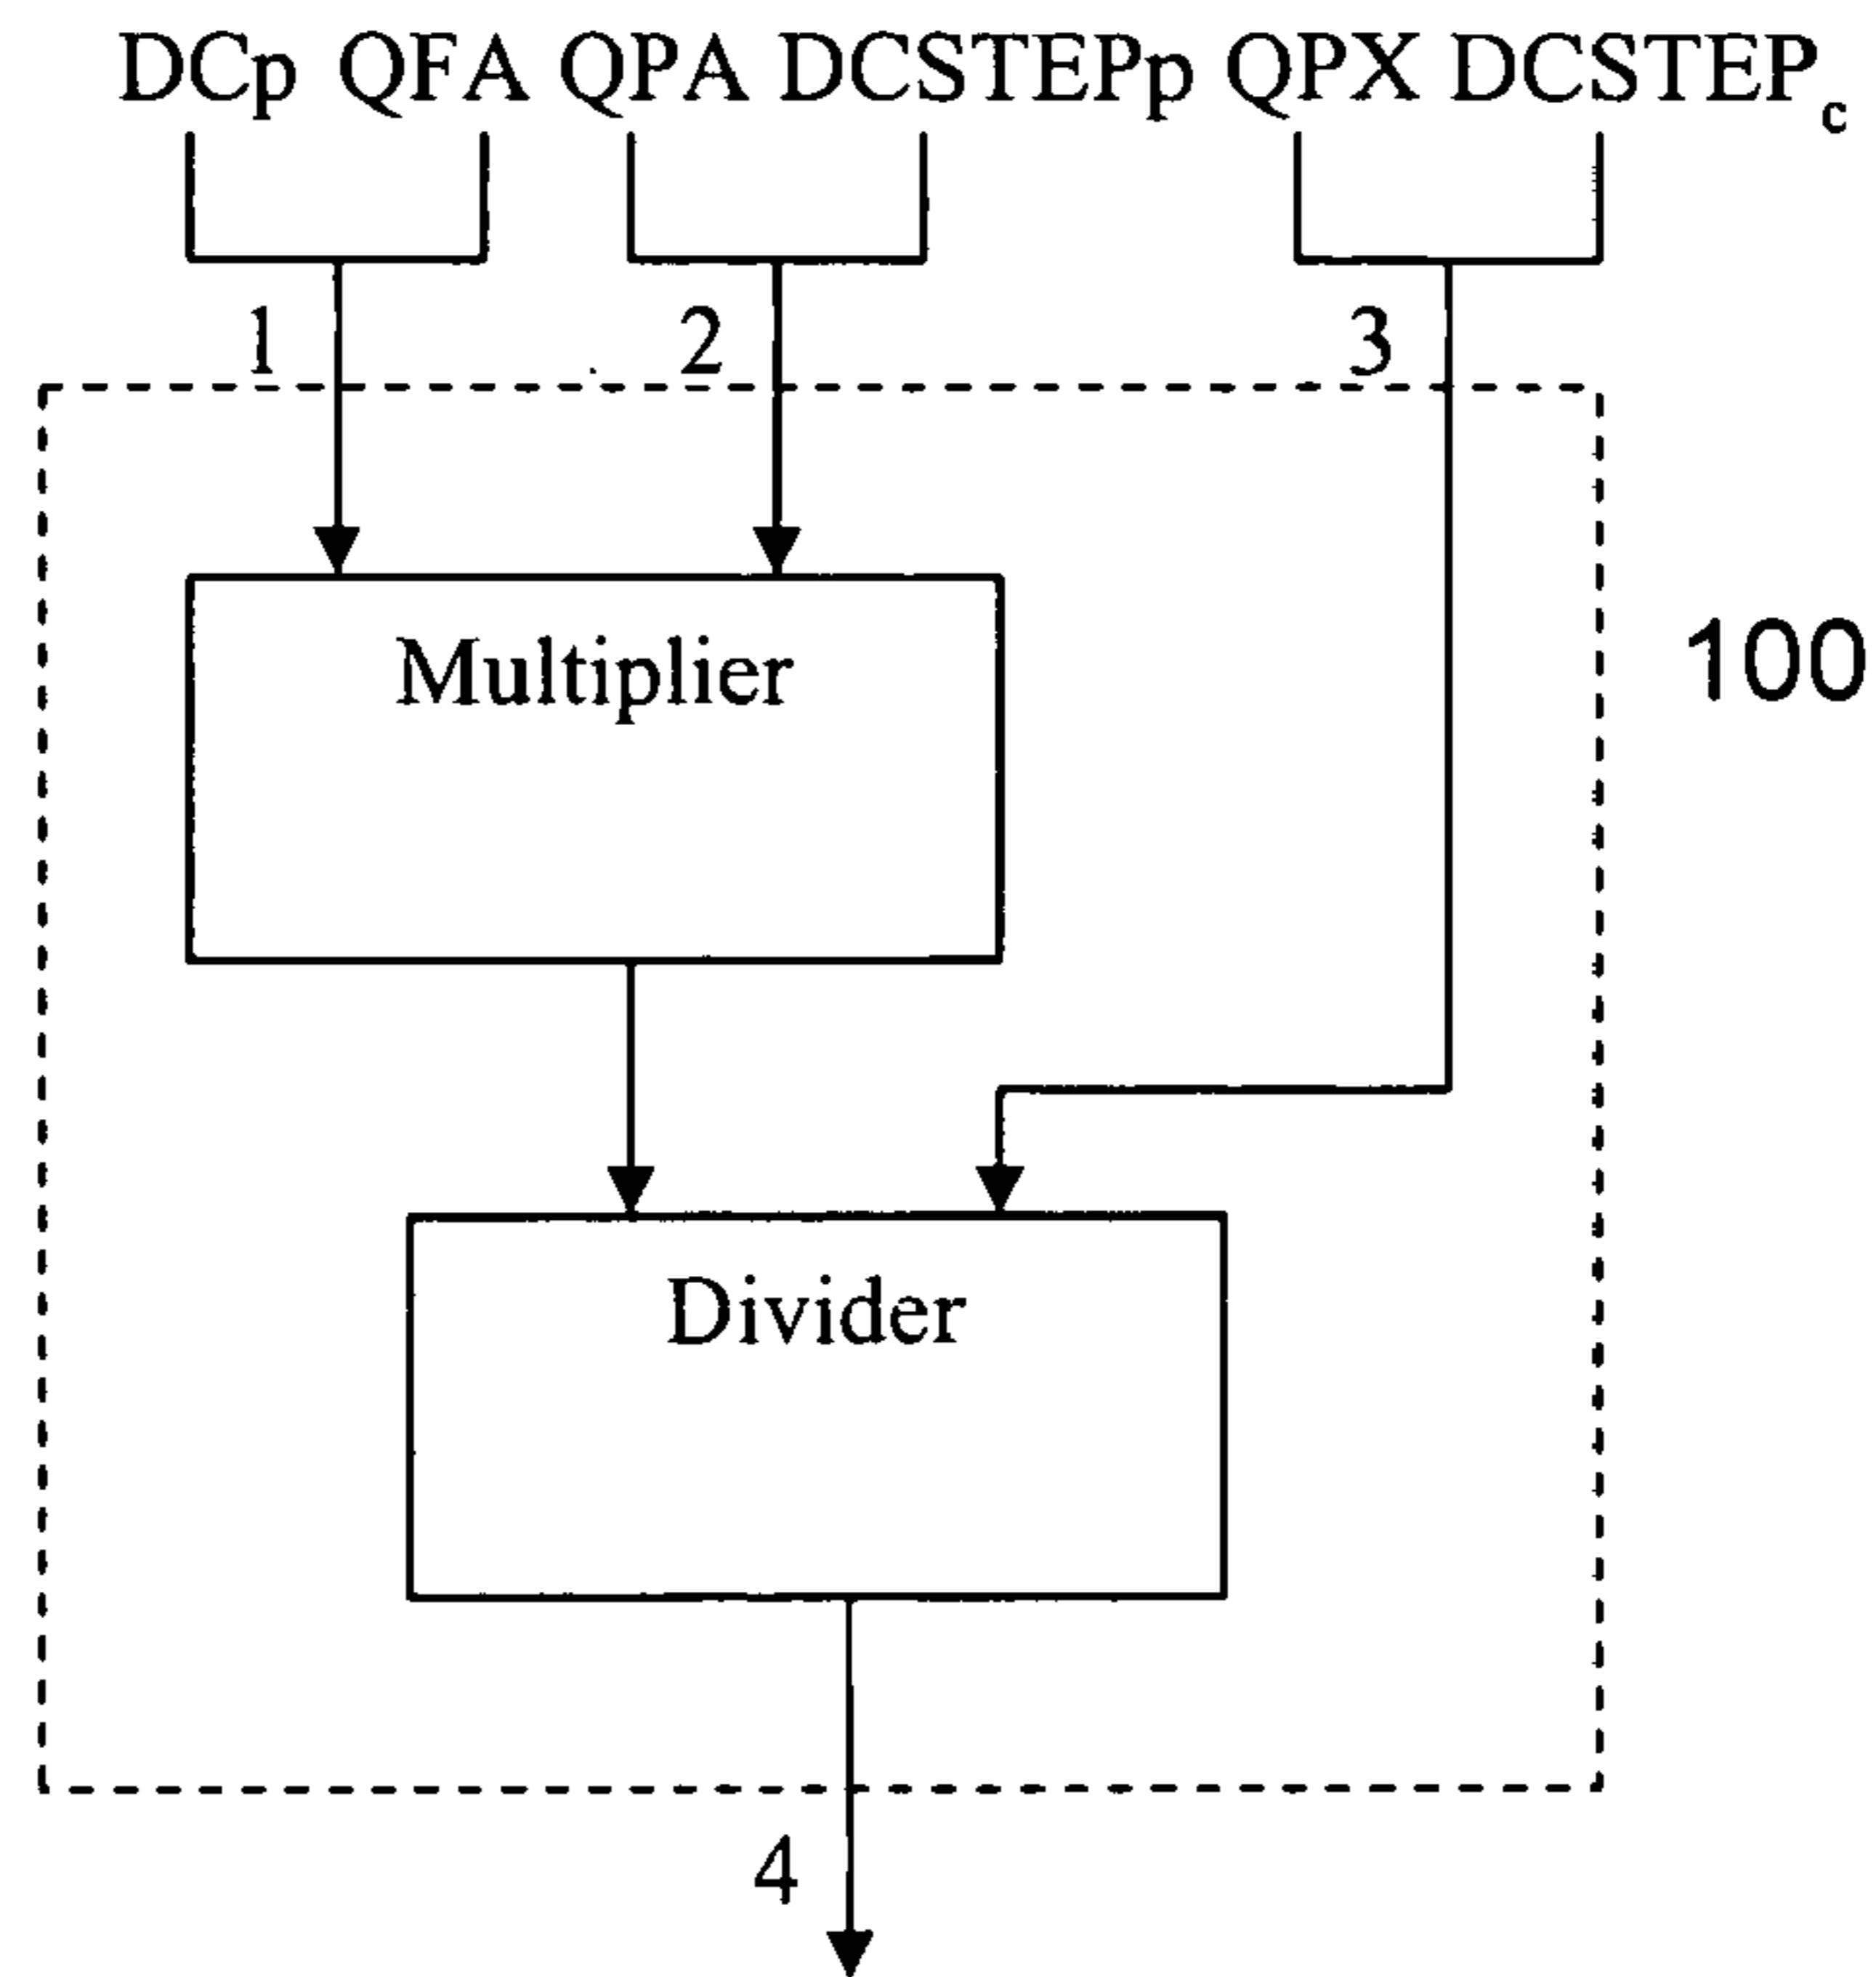 DCp QFA QPA DCSTEPp QPX DCSTEPc
1 2 3
100
Multiplier
Divider
4